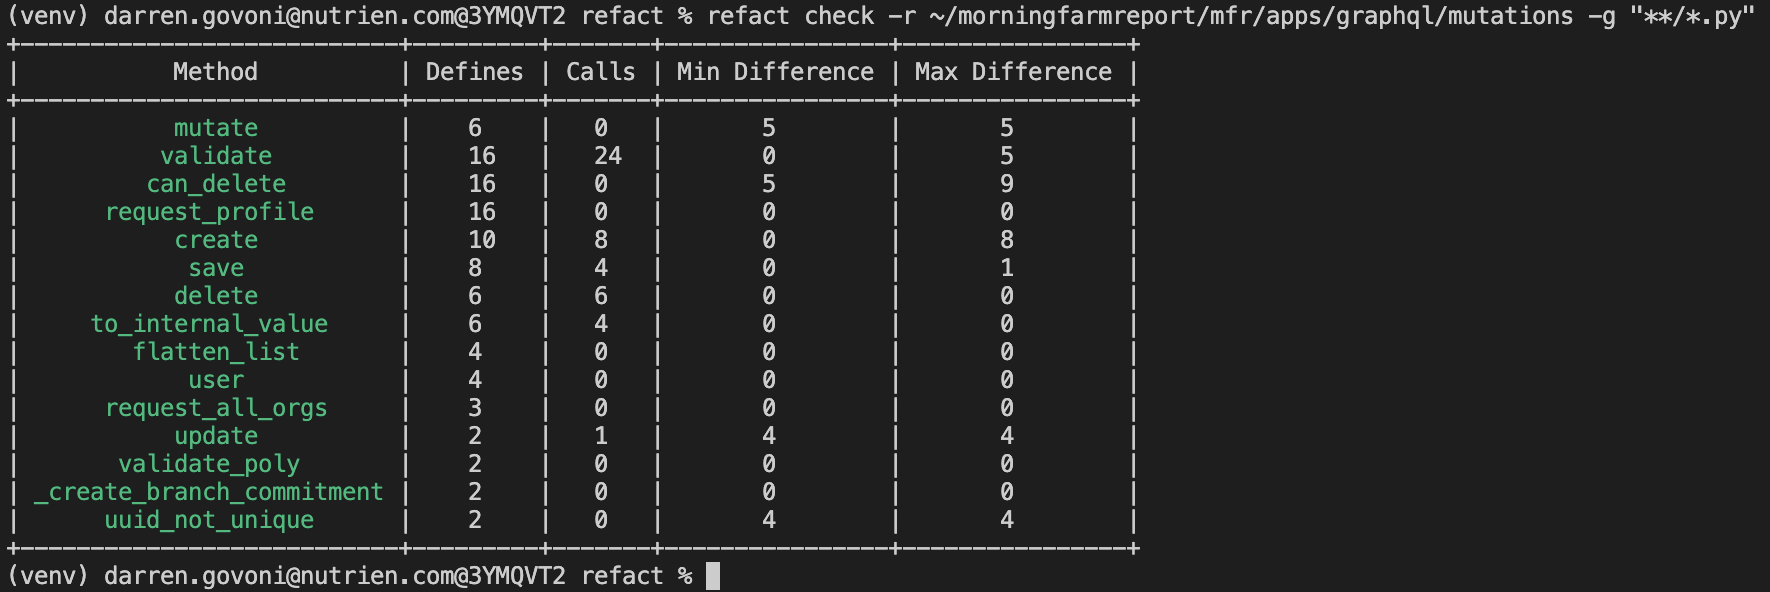 (venv) darren.govoni@nutrien.com@3YMQVT2 refact % refact check -r ~/morningfarmreport/mfr/apps/graphql/mutations -g "**/*.py"
+----------------------------+---------+-------+----------------+----------------+
| Method | Defines | Calls | Min Difference | Max Difference |
+----------------------------+---------+-------+----------------+----------------+
| mutate | 6 | 0 | 5 | 5 |
| validate | 16 | 24 | 0 | 5 |
| can_delete | 16 | 0 | 5 | 9 |
| request_profile | 16 | 0 | 0 | 0 |
| create | 10 | 8 | 0 | 8 |
| save | 8 | 4 | 0 | 1 |
| delete | 6 | 6 | 0 | 0 |
| to_internal_value | 6 | 4 | 0 | 0 |
| flatten_list | 4 | 0 | 0 | 0 |
| user | 4 | 0 | 0 | 0 |
| request_all_orgs | 3 | 0 | 0 | 0 |
| update | 2 | 1 | 4 | 4 |
| validate_poly | 2 | 0 | 0 | 0 |
| _create_branch_commitment | 2 | 0 | 0 | 0 |
| uuid_not_unique | 2 | 0 | 4 | 4 |
+----------------------------+---------+-------+----------------+----------------+
(venv) darren.govoni@nutrien.com@3YMQVT2 refact %